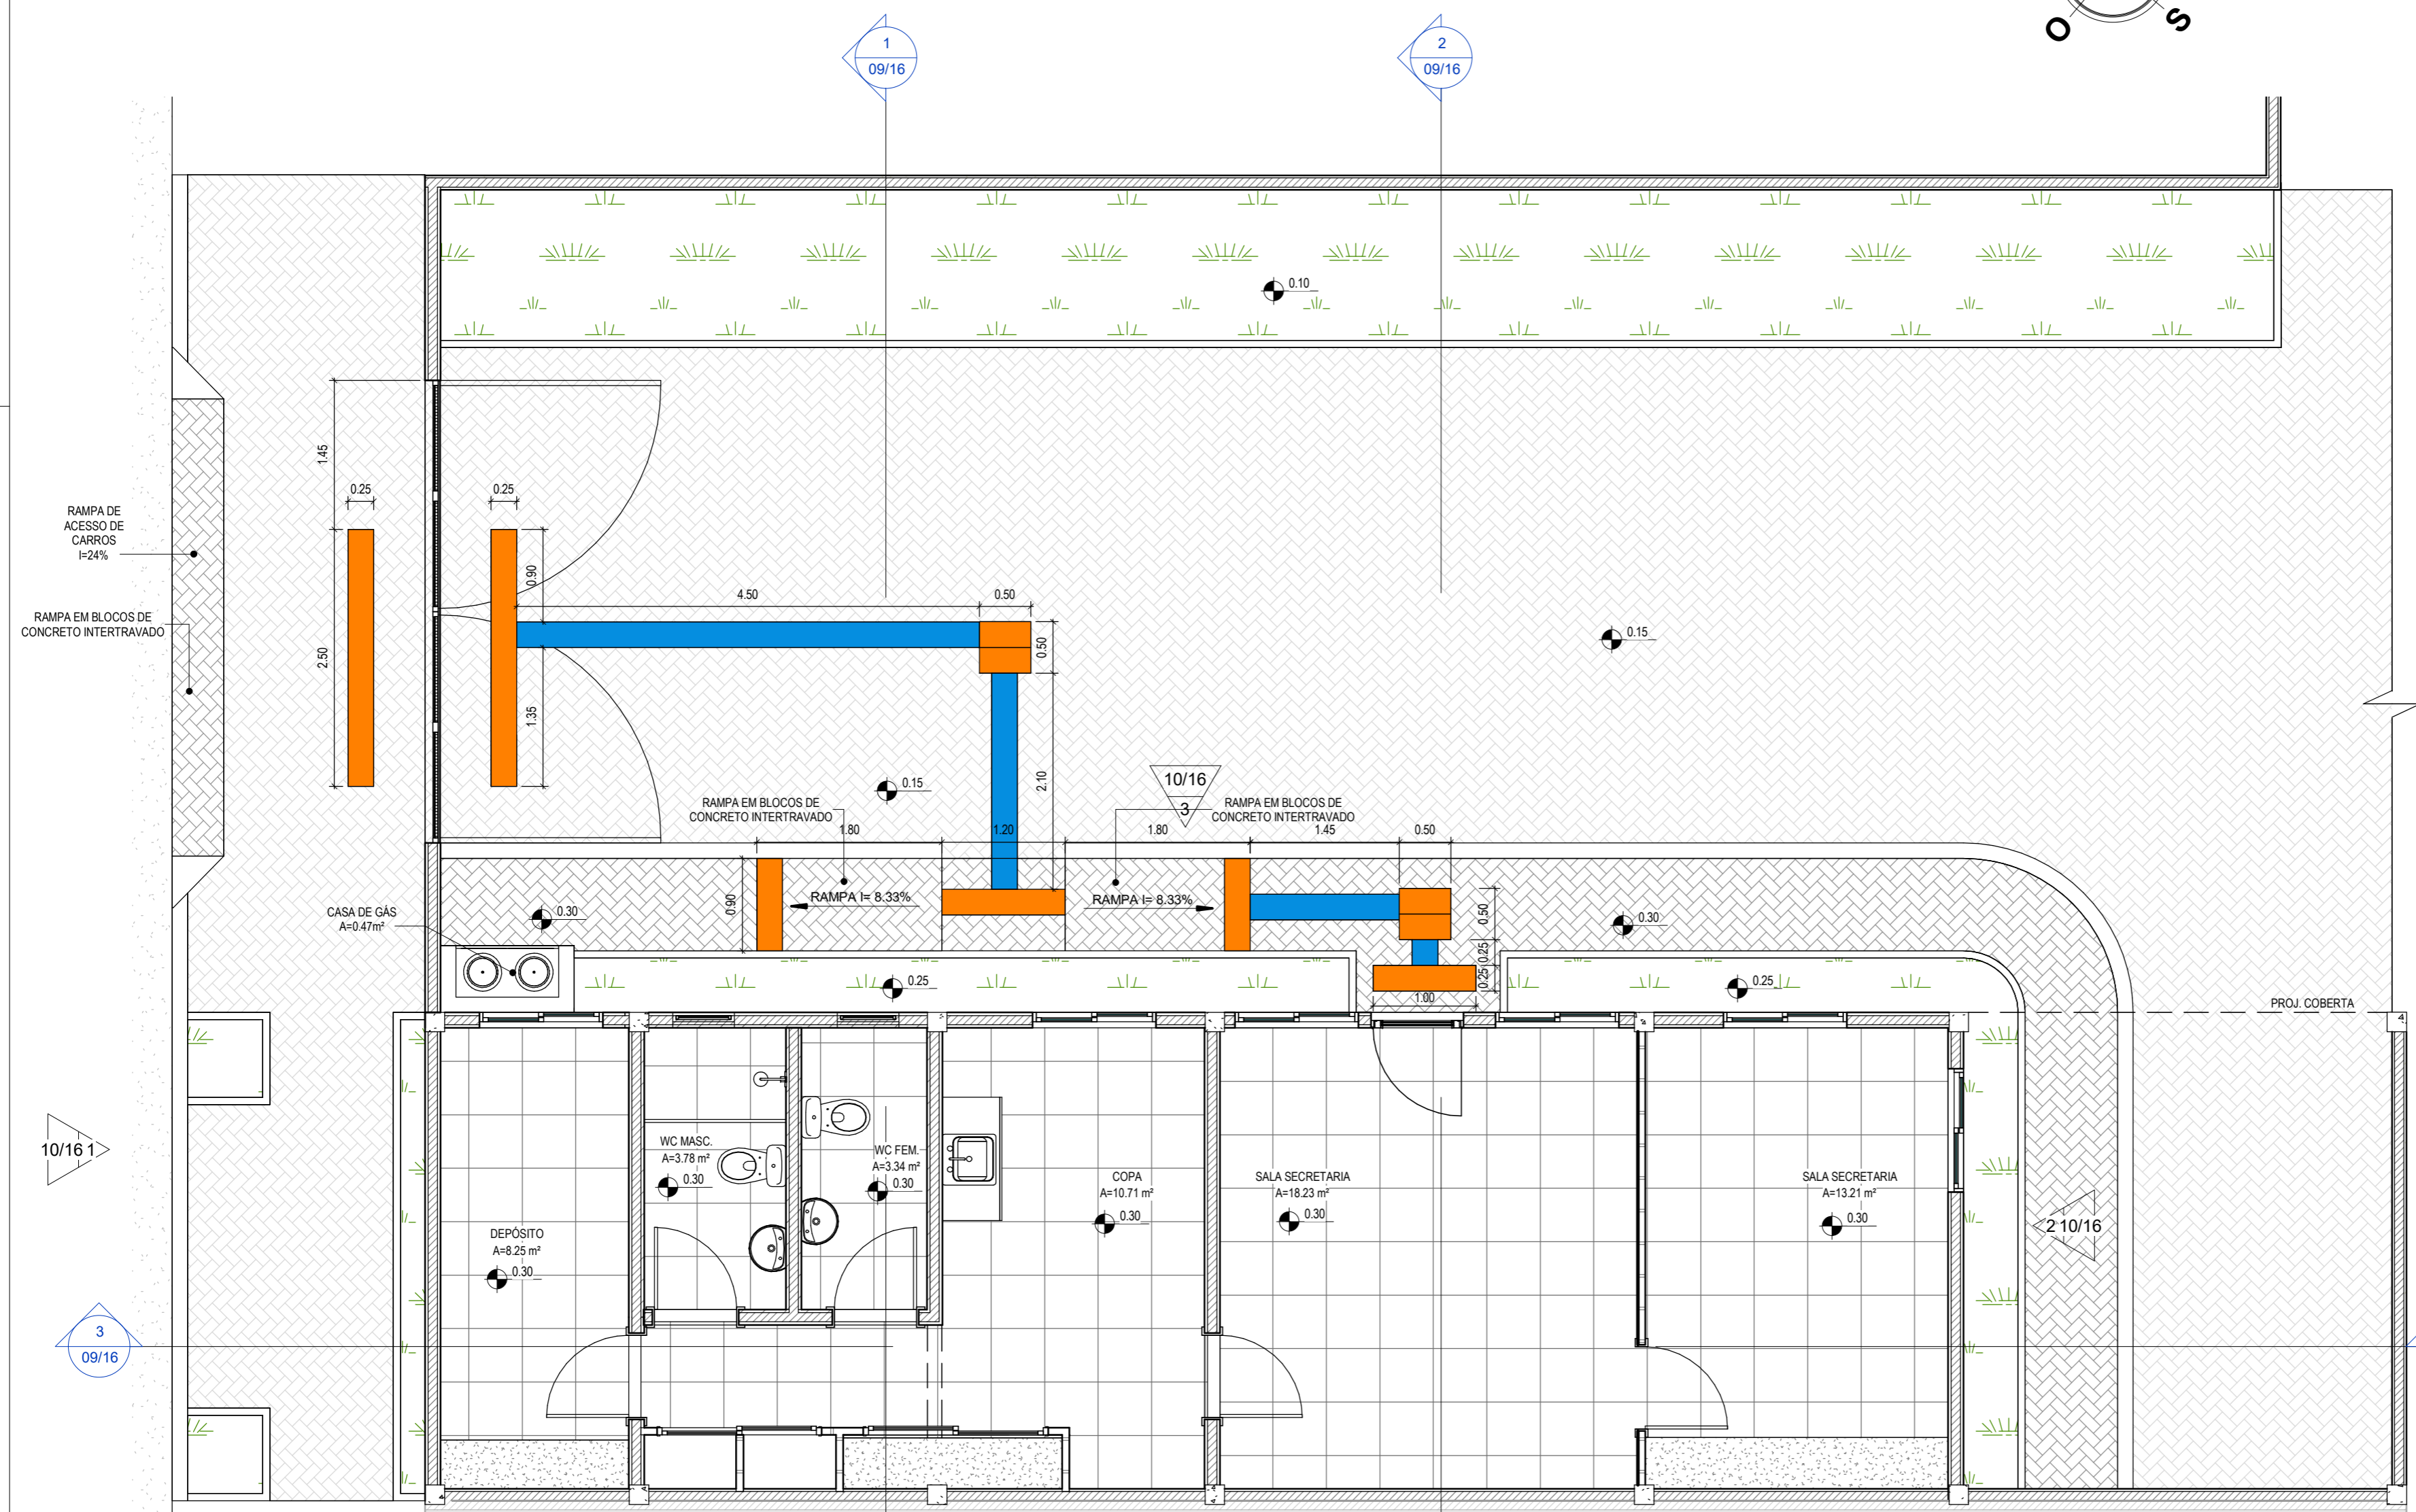 O
S
1
09/16
2
09/16
0.10
1.45
0.25
0.25
RAMPA DE
ACESSO DE
CARROS
I=24%
0.90
4.50
0.50
RAMPA EM BLOCOS DE
CONCRETO INTERTRAVADO
0.50
0.15
2.50
1.35
2.10
0.15
10/16
3
RAMPA EM BLOCOS DE
CONCRETO INTERTRAVADO
RAMPA EM BLOCOS DE
CONCRETO INTERTRAVADO
1.80
1.20
1.80
1.45
0.50
0.90
RAMPA I= 8.33%
RAMPA I= 8.33%
CASA DE GÁS
A=0.47m²
0.30
0.50
0.30
0.25
0.25
0.25
0.25
1.00
PROJ. COBERTA
10/16 1
WC MASC.
A=3.78 m²
0.30
WC FEM.
A=3.34 m²
0.30
COPA
A=10.71 m²
0.30
SALA SECRETARIA
A=18.23 m²
0.30
SALA SECRETARIA
A=13.21 m²
0.30
2 10/16
DEPÓSITO
A=8.25 m²
0.30
3
09/16